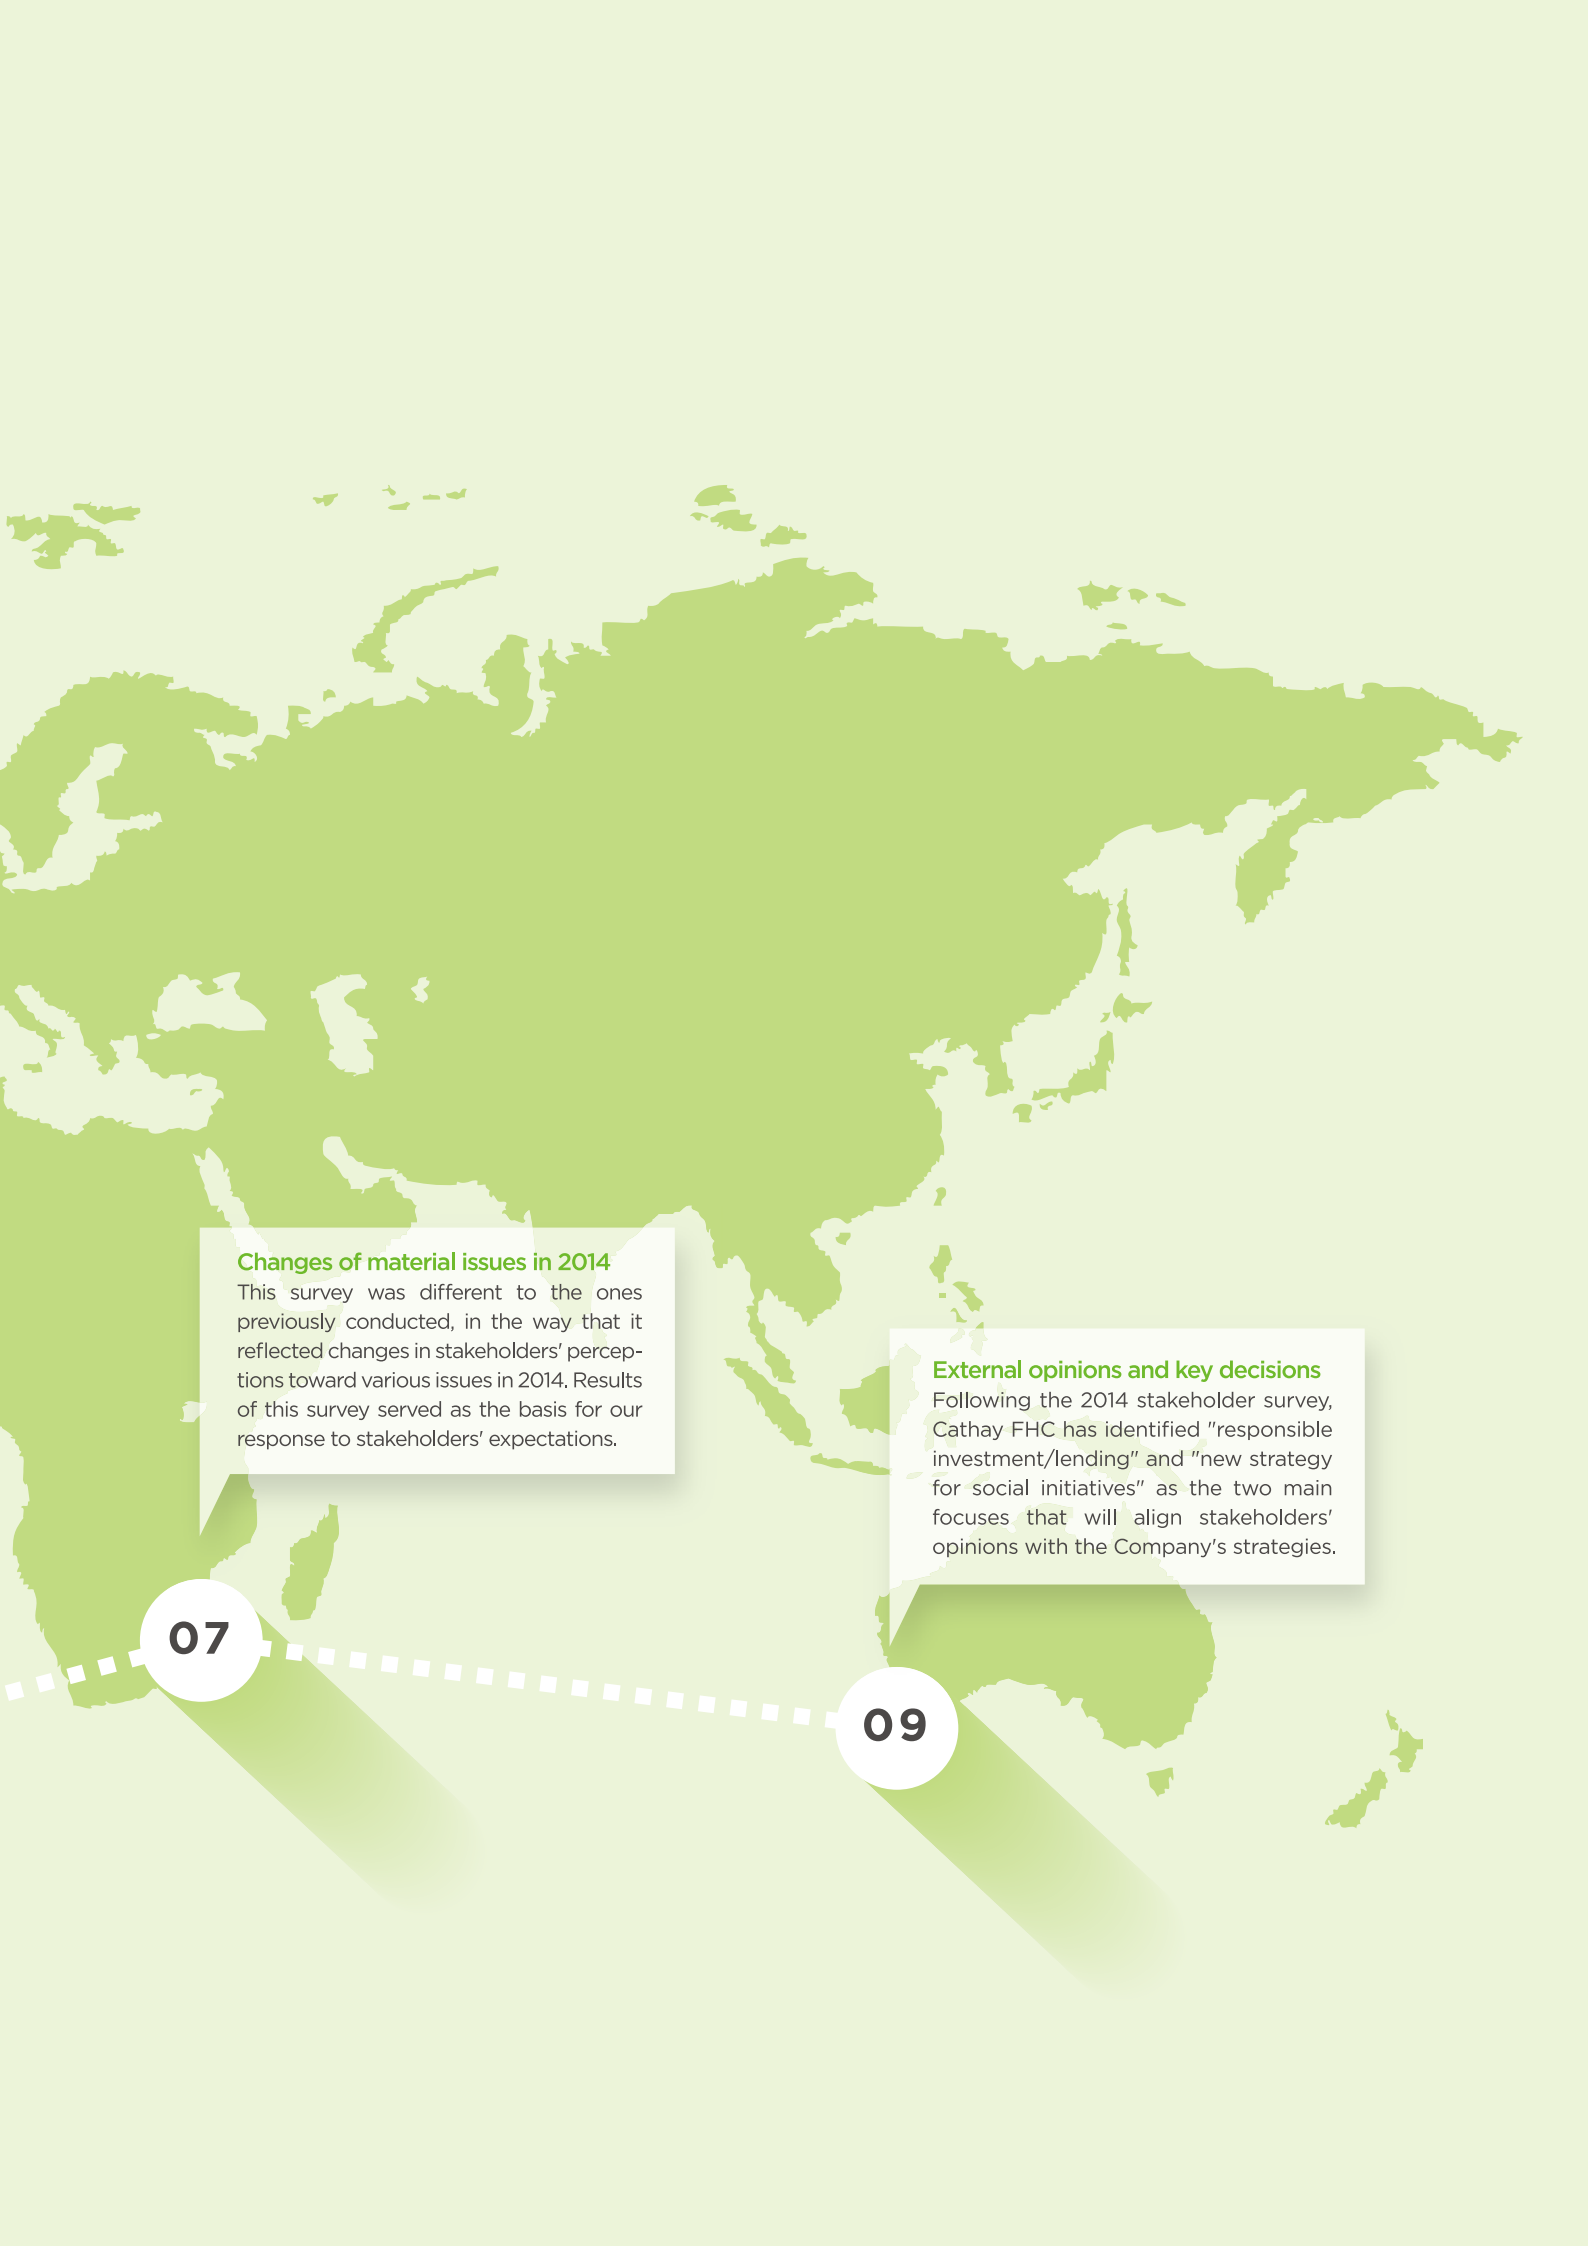 Changes of material issues in 2014
This survey was different to the ones
previously conducted, in the way that it
reflected changes in stakeholders' percep-
tions toward various issues in 2014. Results
of this survey served as the basis for our
response to stakeholders' expectations.
07
External opinions and key decisions
Following the 2014 stakeholder survey,
Cathay FHC has identified "responsible
investment/lending" and "new strategy
for social initiatives" as the two main
focuses that will align stakeholders'
opinions with the Company's strategies.
09